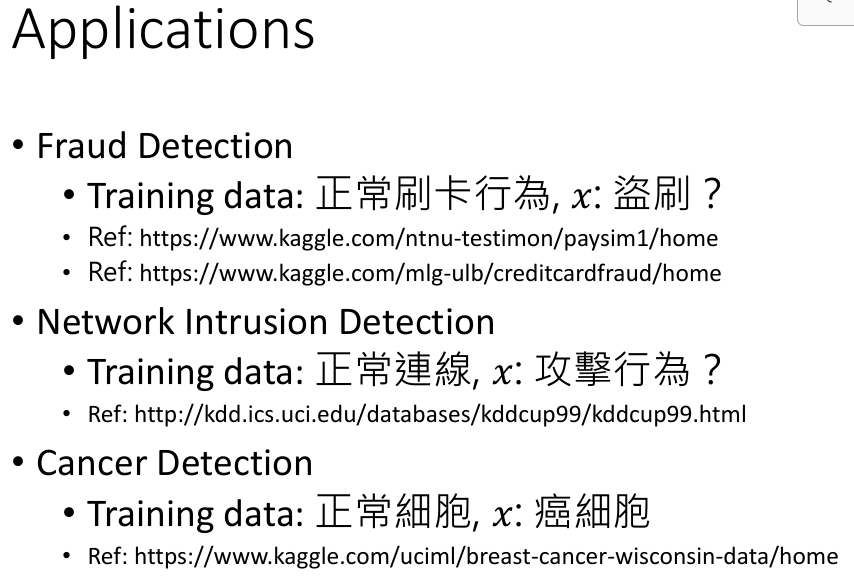 Applications
• Fraud Detection
• Training data: 正常刷卡行為, x: 盜刷？
• Ref: https://www.kaggle.com/ntnu-testimon/paysim1/home
• Ref: https://www.kaggle.com/mlg-ulb/creditcardfraud/home
• Network Intrusion Detection
• Training data: 正常連線, x: 攻擊行為？
• Ref: http://kdd.ics.uci.edu/databases/kddcup99/kddcup99.html
• Cancer Detection
• Training data: 正常細胞, x: 癌細胞
• Ref: https://www.kaggle.com/uciml/breast-cancer-wisconsin-data/home